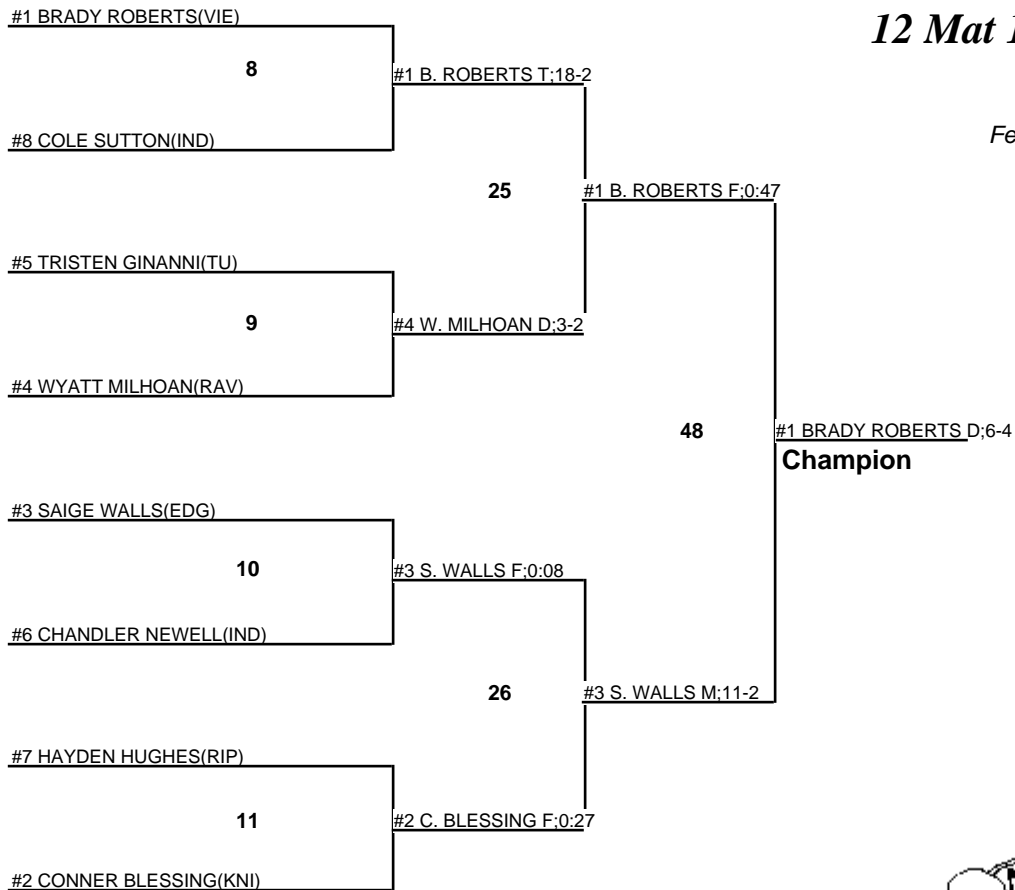 #1 BRADY ROBERTS(VIE)
12 Mat
8
#1 B. ROBERTS T;18-2
#8 COLE SUTTON(IND)
25
#1 B. ROBERTS F;0:47
#5 TRISTEN GINANNI(TU)
9
#4 W. MILHOAN D;3-2
#4 WYATT MILHOAN(RAV)
48
#1 BRADY ROBERTS D;6-4
Champion
#3 SAIGE WALLS(EDG)
10
#3 S. WALLS F;0:08
#6 CHANDLER NEWELL(IND)
26
#3 S. WALLS M;11-2
#7 HAYDEN HUGHES(RIP)
11
#2 C. BLESSING F;0:27
#2 CONNER BLESSING(KNI)